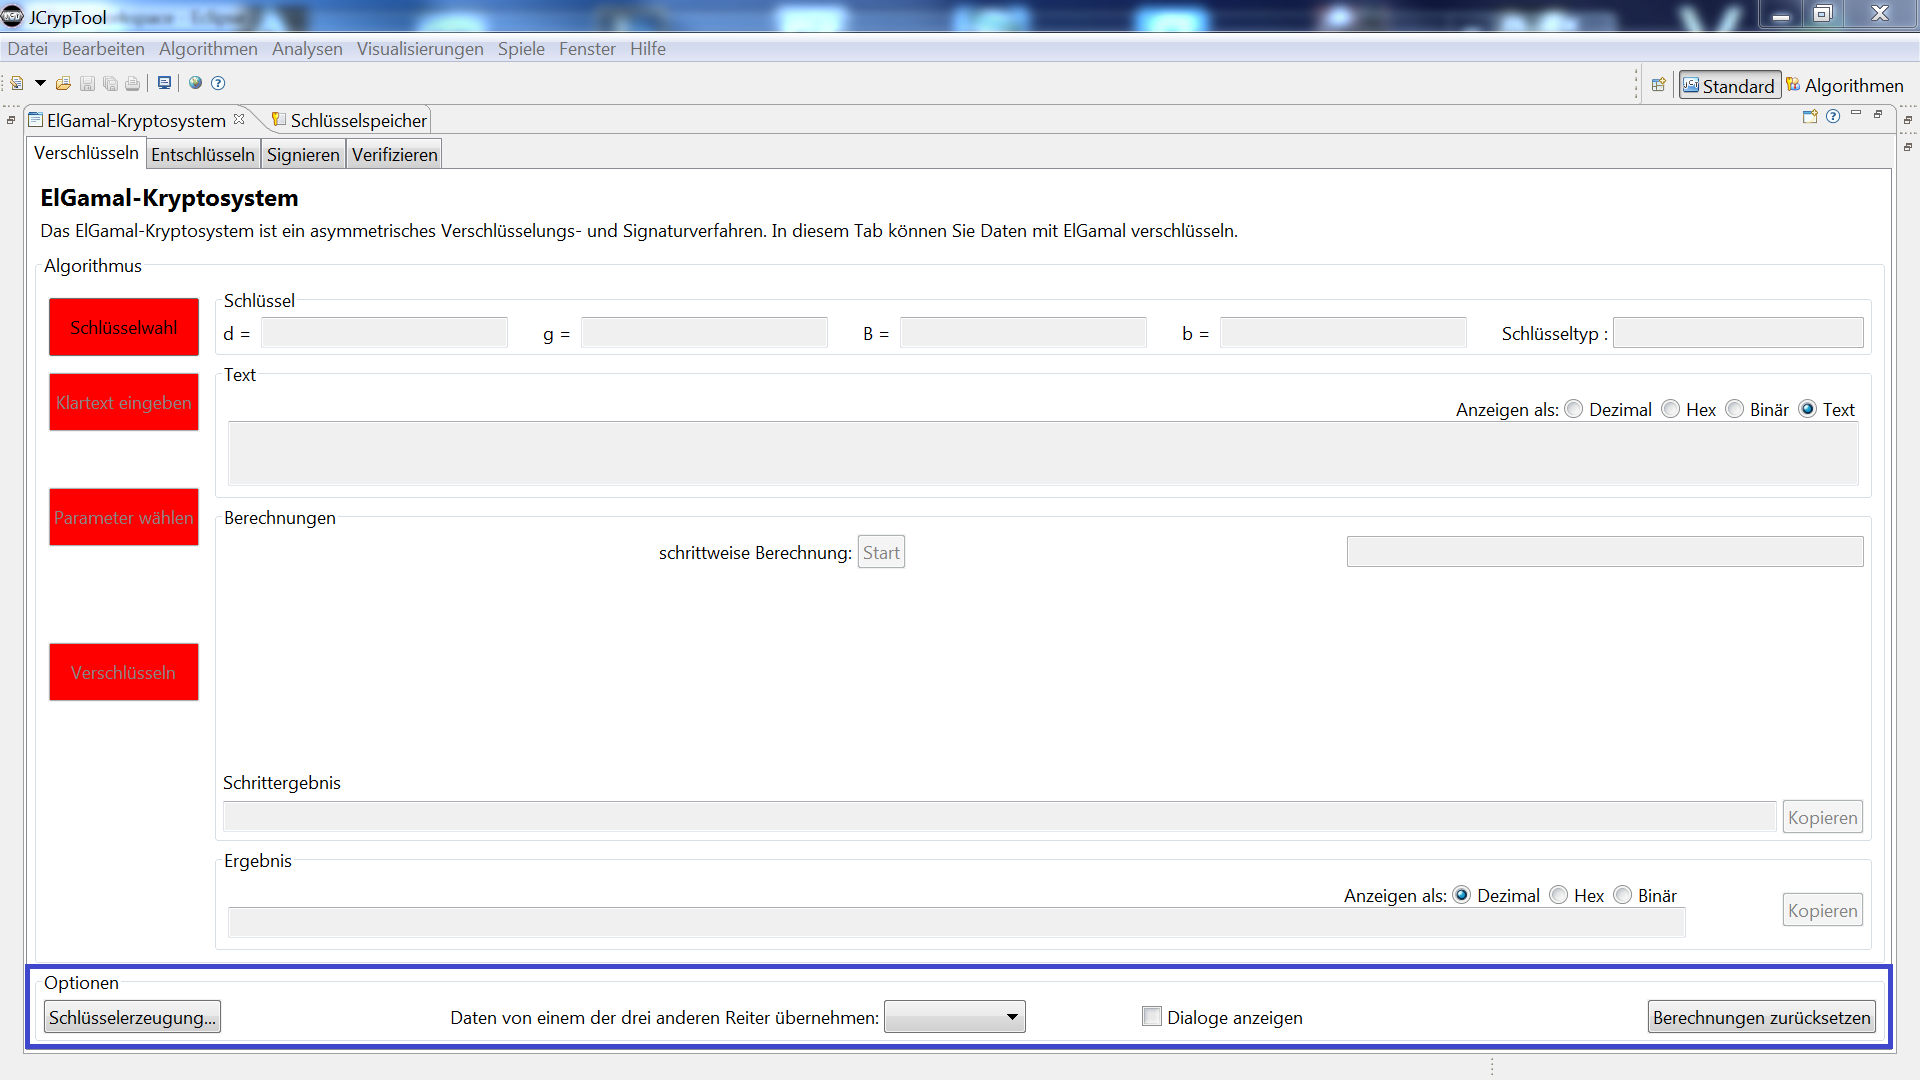 JCrypTool
Datei Bearbeiten Algorithmen Analysen Visualisierungen Spiele Fenster Hilfe
Standard Algorithmen
ElGamal-Kryptosystem Schlüsselspeicher
Verschlüsseln Entschlüsseln Signieren Verifizieren
ElGamal-Kryptosystem
Das ElGamal-Kryptosystem ist ein asymmetrisches Verschlüsselungs- und Signaturverfahren. In diesem Tab können Sie Daten mit ElGamal verschlüsseln.
Algorithmus
Schlüsselwahl
Schlüssel
d = g = B = b = Schlüsseltyp :
Klartext eingeben
Text
Anzeigen als: Dezimal Hex Binär Text
Parameter wählen
Berechnungen
schrittweise Berechnung: Start
Verschlüsseln
Schrittergebnis
Kopieren
Ergebnis
Anzeigen als: Dezimal Hex Binär
Kopieren
Optionen
Schlüsselerzeugung... Daten von einem der drei anderen Reiter übernehmen: Dialoge anzeigen Berechnungen zurücksetzen